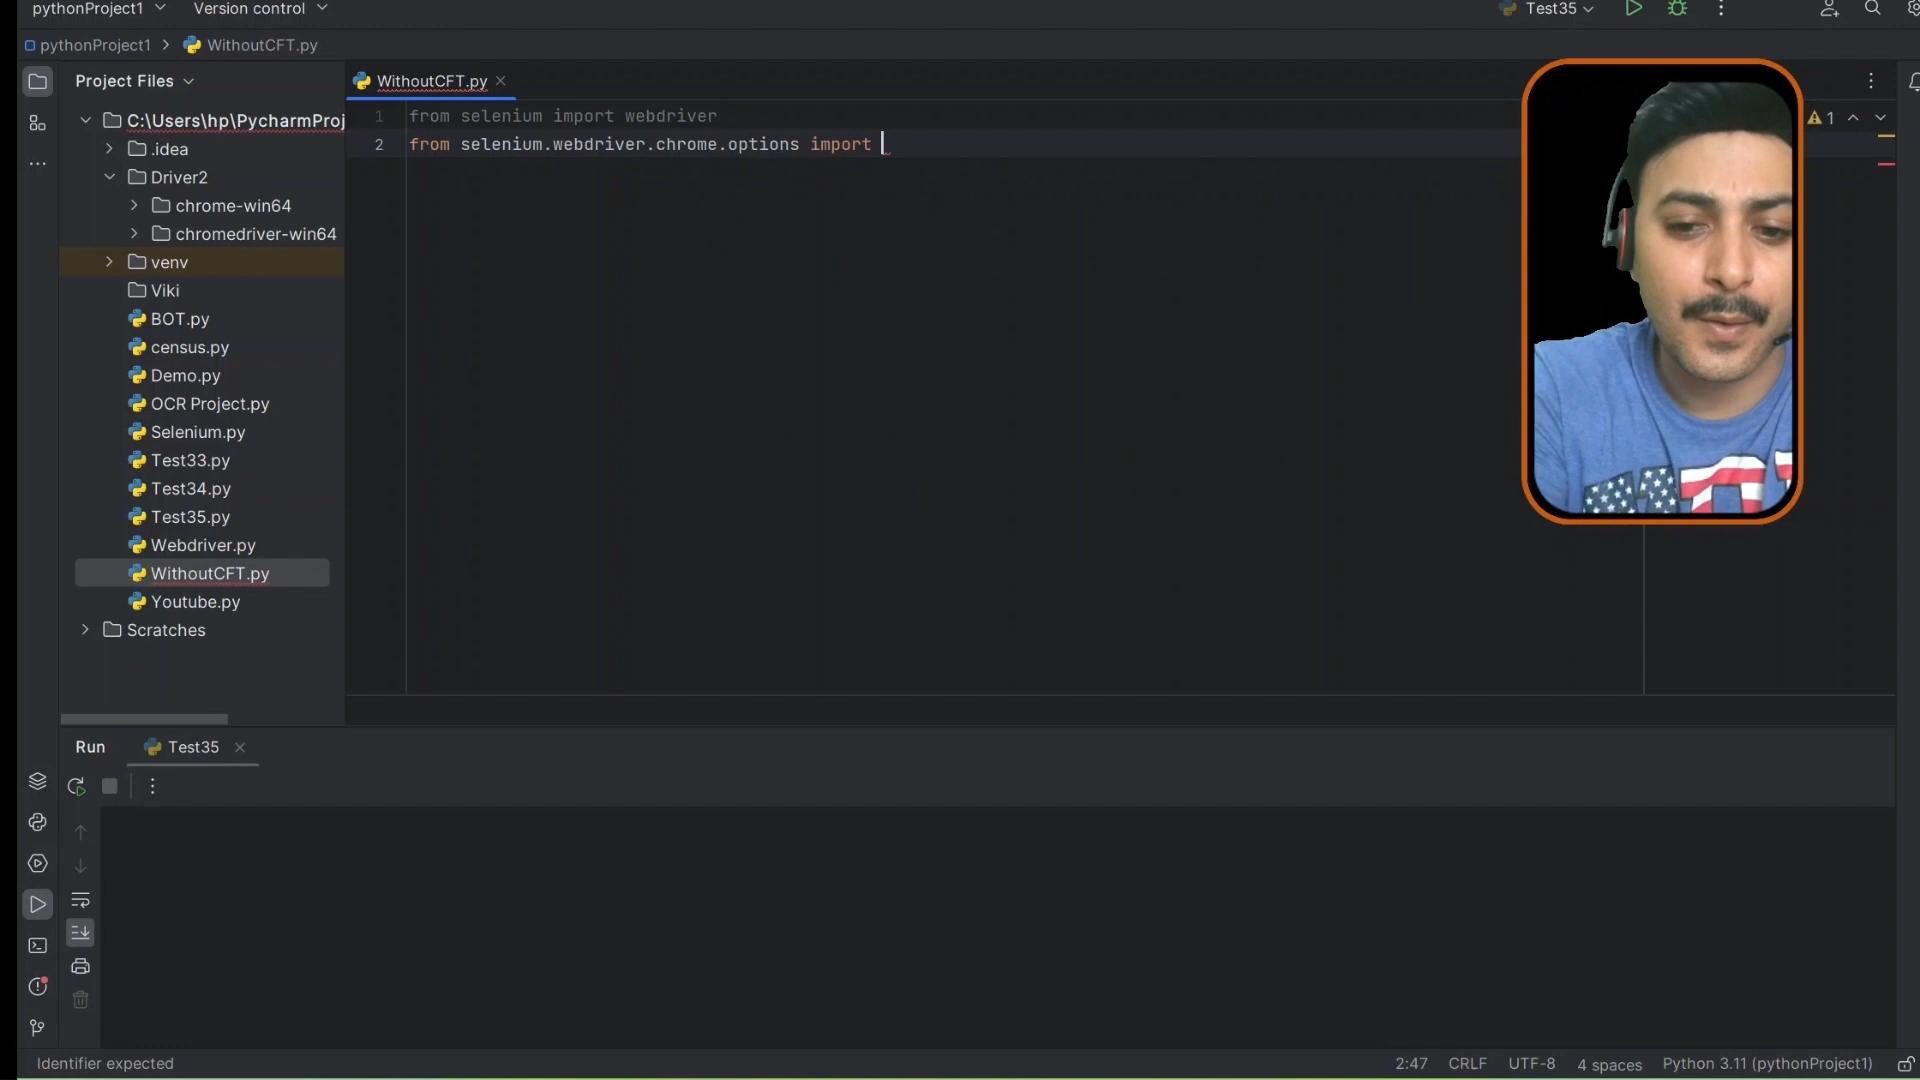 pythonProject1
Version control
Test35
pythonProject1
WithoutCFT.py
Project Files
WithoutCFT.py
C:\Users\hp\PycharmProj
.idea
Driver2
chrome-win64
chromedriver-win64
venv
Viki
BOT.py
census.py
Demo.py
OCR Project.py
Selenium.py
Test33.py
Test34.py
Test35.py
Webdriver.py
WithoutCFT.py
Youtube.py
Scratches
1 from selenium import webdriver
2 from selenium.webdriver.chrome.options import
1
Run
Test35
Identifier expected
2:47
CRLF
UTF-8
4 spaces
Python 3.11 (pythonProject1)